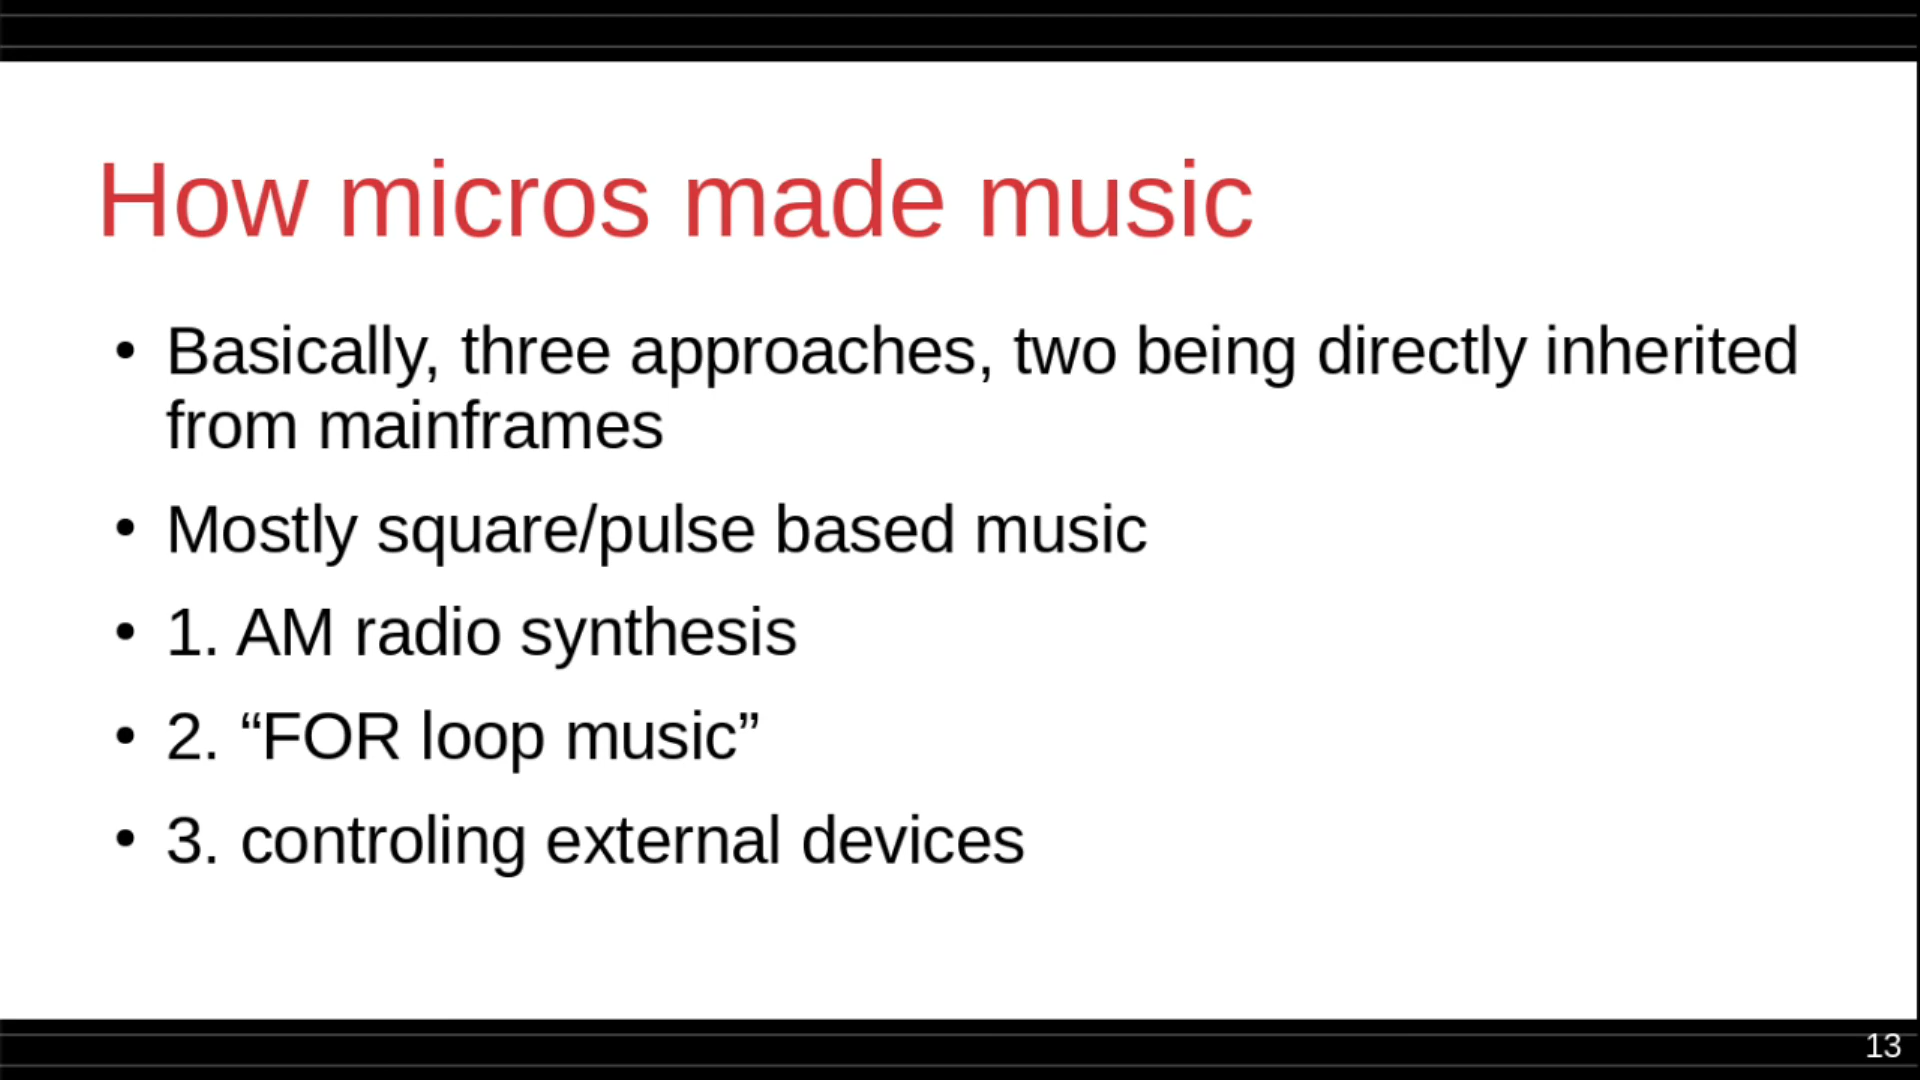 How micros made music
• Basically, three approaches, two being directly inherited
from mainframes
• Mostly square/pulse based music
• 1. AM radio synthesis
• 2. “FOR loop music”
• 3. controling external devices
13